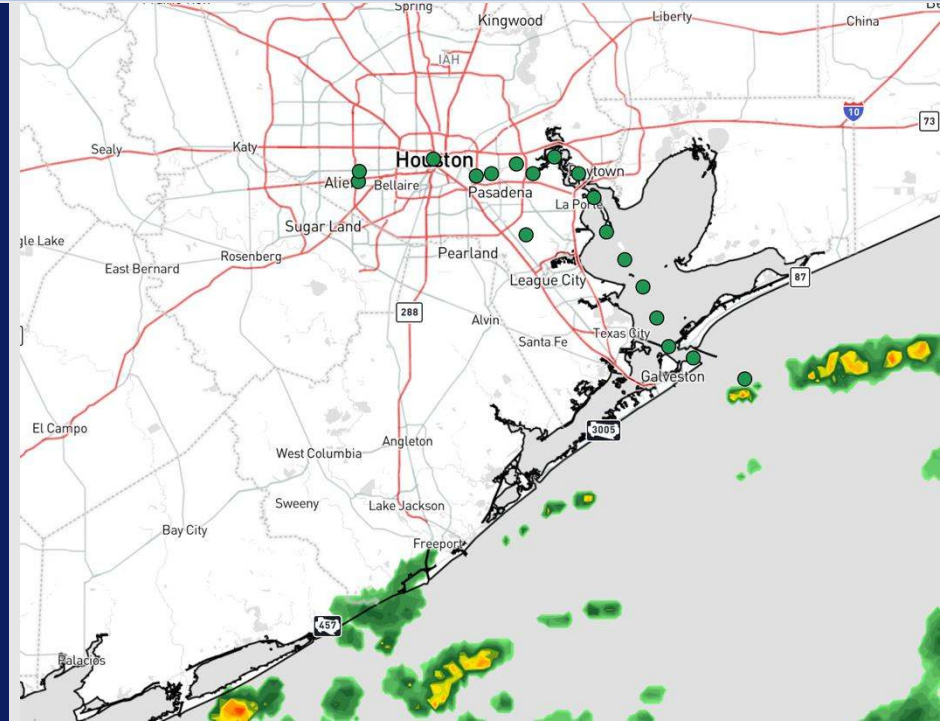 Spring
Kingwood
Liberty
China
IAH
10
73
Sealy
Katy
Houston
Bellaire
Pasadena
La Porte
Sugar Land
gle Lake
East Bernard
Rosenberg
Pearland
League City
87
288
Alvin
Texas City
Santa Fe
Galveston
El Campo
3005
Angleton
West Columbia
Sweeny
Lake Jackson
Bay City
Freeport
457
Palacios